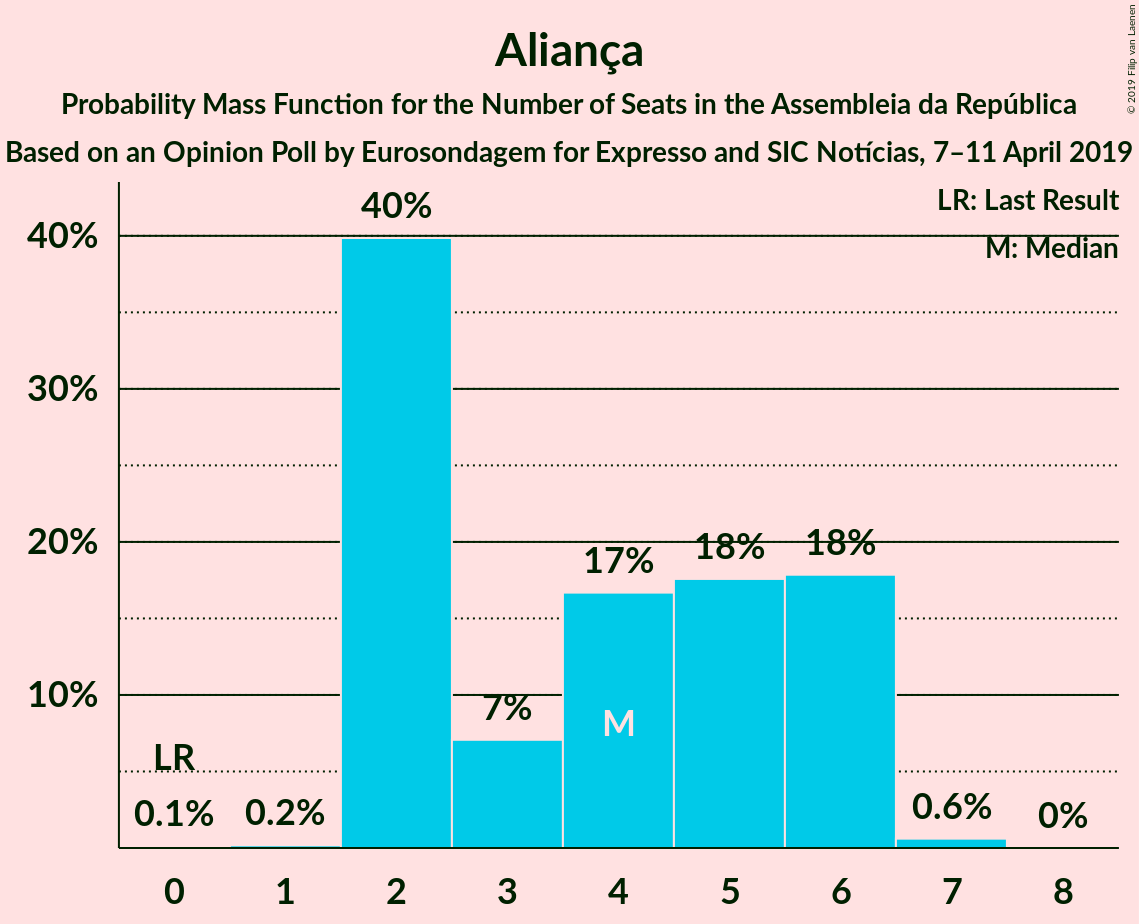 Aliança
Probability Mass Function for the Number of Seats in the Assembleia da República
Based on an Opinion Poll by Eurosondagem for Expresso and SIC Notícias, 7–11 April 2019
© 2019 Filip van Laenen
LR: Last Result
M: Median
40%
30%
20%
10%
40%
7%
17%
18%
18%
M
LR
0.1%
0.2%
0.6%
0%
0 1 2 3 4 5 6 7 8